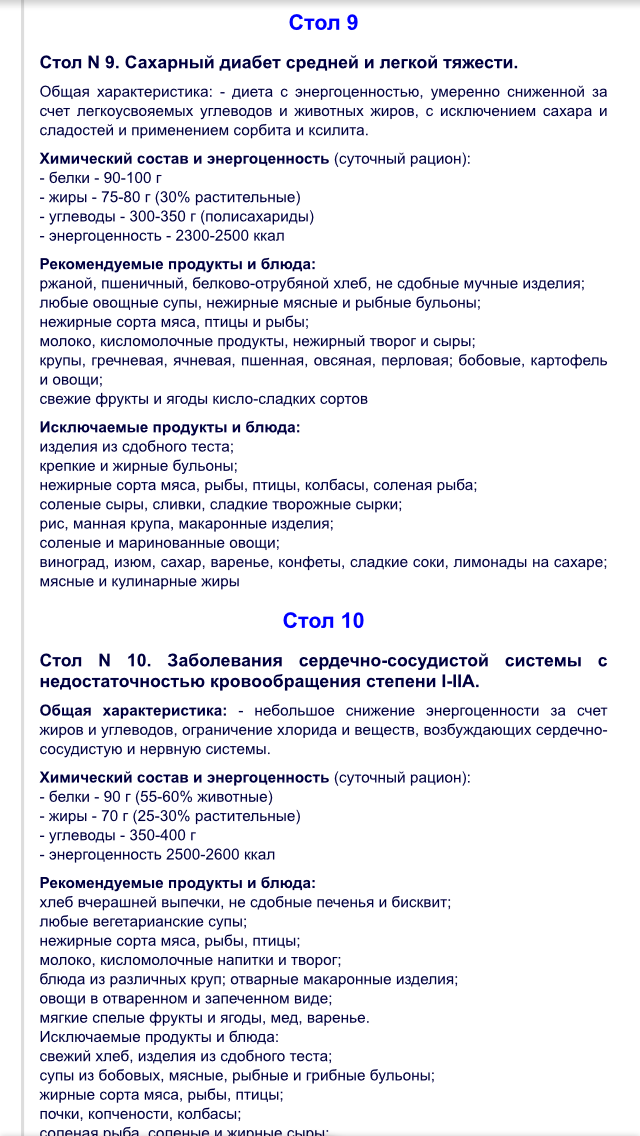 Стол 9
Стол N 9. Сахарный диабет средней и легкой тяжести.
Общая характеристика: - диета с энергоценностью, умеренно сниженной за
счет легкоусвояемых углеводов и животных жиров, с исключением сахара и
сладостей и применением сорбита и ксилита.
Химический состав и энергоценность (суточный рацион):
- белки - 90-100 г
- жиры - 75-80 г (30% растительные)
- углеводы - 300-350 г (полисахариды)
- энергоценность - 2300-2500 ккал
Рекомендуемые продукты и блюда:
ржаной, пшеничный, белково-отрубяной хлеб, не сдобные мучные изделия;
любые овощные супы, нежирные мясные и рыбные бульоны;
нежирные сорта мяса, птицы и рыбы;
молоко, кисломолочные продукты, нежирный творог и сыры;
крупы, гречневая, ячневая, пшенная, овсяная, перловая; бобовые, картофель
и овощи;
свежие фрукты и ягоды кисло-сладких сортов
Исключаемые продукты и блюда:
изделия из сдобного теста;
крепкие и жирные бульоны;
нежирные сорта мяса, рыбы, птицы, колбасы, соленая рыба;
соленые сыры, сливки, сладкие творожные сырки;
рис, манная крупа, макаронные изделия;
соленые и маринованные овощи;
виноград, изюм, сахар, варенье, конфеты, сладкие соки, лимонады на сахаре;
мясные и кулинарные жиры
Стол 10
Стол N 10. Заболевания сердечно-сосудистой системы с
недостаточностью кровообращения степени I-IIA.
Общая характеристика: - небольшое снижение энергоценности за счет
жиров и углеводов, ограничение хлорида и веществ, возбуждающих сердечно-
сосудистую и нервную системы.
Химический состав и энергоценность (суточный рацион):
- белки - 90 г (55-60% животные)
- жиры - 70 г (25-30% растительные)
- углеводы - 350-400 г
- энергоценность 2500-2600 ккал
Рекомендуемые продукты и блюда:
хлеб вчерашней выпечки, не сдобные печенья и бисквит;
любые вегетарианские супы;
нежирные сорта мяса, рыбы, птицы;
молоко, кисломолочные напитки и творог;
блюда из различных круп; отварные макаронные изделия;
овощи в отваренном и запеченном виде;
мягкие спелые фрукты и ягоды, мед, варенье.
Исключаемые продукты и блюда:
свежий хлеб, изделия из сдобного теста;
супы из бобовых, мясные, рыбные и грибные бульоны;
жирные сорта мяса, рыбы, птицы;
почки, копчености, колбасы;
соленая рыба, соленые и жирные сыры;